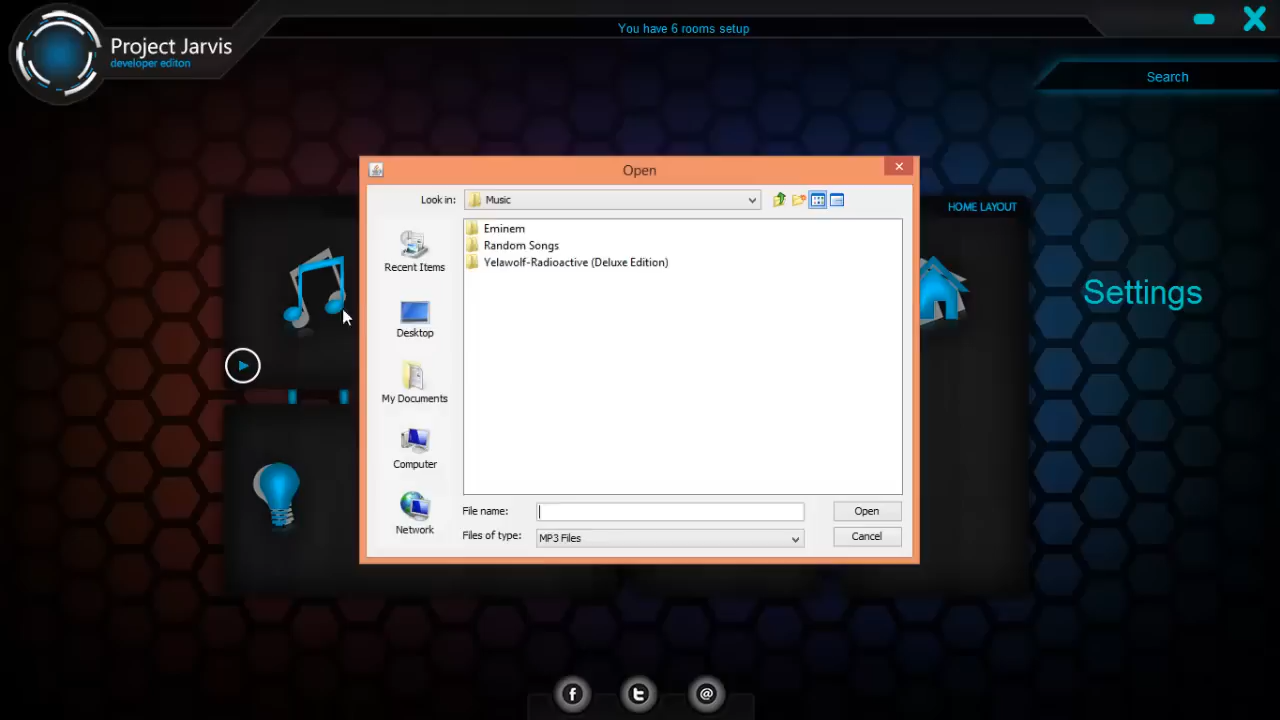 You have 6 rooms setup
Project Jarvis
developer editon
Search
Open
Look in:
Music
HOME LAYOUT
Eminem
Random Songs
Yelawolf-Radioactive (Deluxe Edition)
Recent Items
Desktop
My Documents
Computer
Network
Settings
File name:
Open
Files of type:
MP3 Files
Cancel